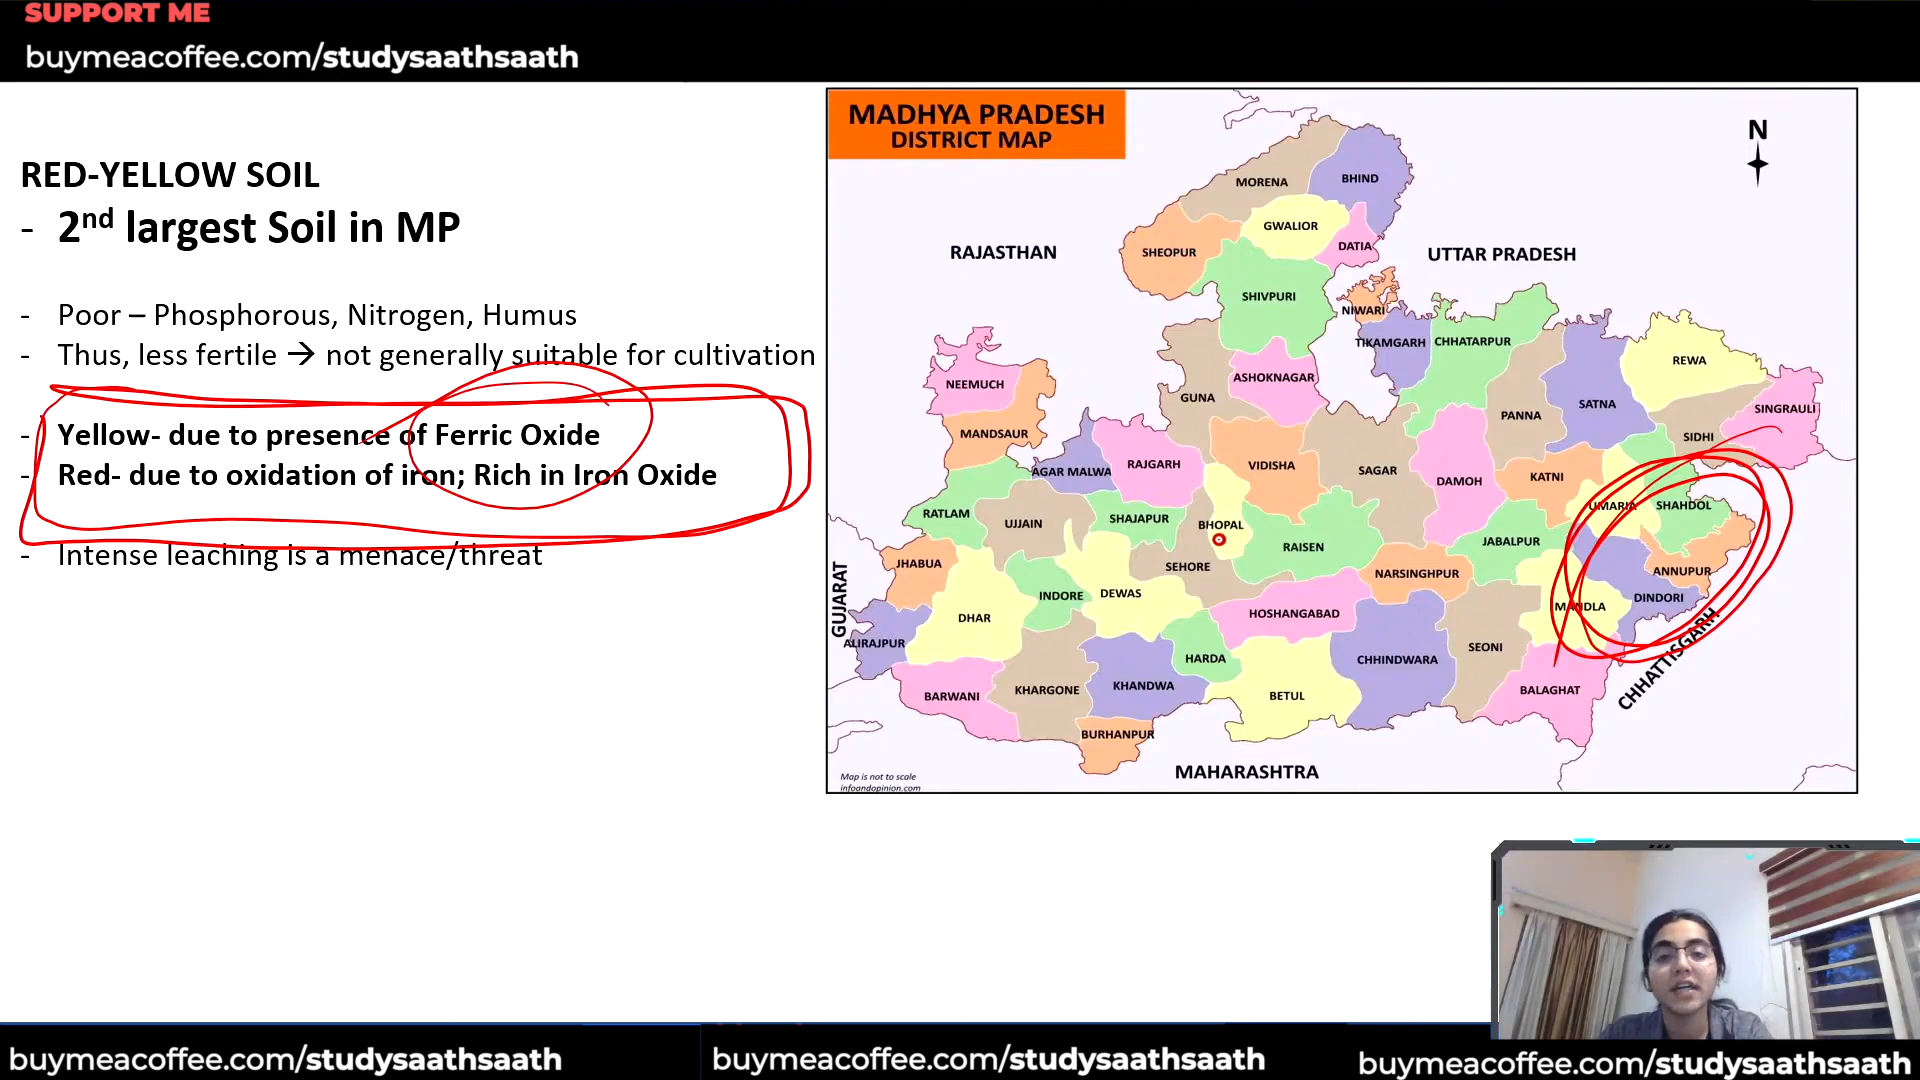 SUPPORT ME
buymeacoffee.com/studysaathsaath
RED-YELLOW SOIL
- 2nd largest Soil in MP
- Poor – Phosphorous, Nitrogen, Humus
- Thus, less fertile → not generally suitable for cultivation
- Yellow- due to presence of Ferric Oxide
- Red- due to oxidation of iron; Rich in Iron Oxide
- Intense leaching is a menace/threat
MADHYA PRADESH
DISTRICT MAP
N
MORENA
BHIND
GWALIOR
DATIA
SHEOPUR
RAJASTHAN
UTTAR PRADESH
SHIVPURI
NIWARI
TIKAMGARH
CHHATARPUR
REWA
NEEMUCH
ASHOKNAGAR
GUNA
PANNA
SATNA
SINGRAULI
MANDSAUR
SIDHI
AGAR MALWA
RAJGARH
VIDISHA
SAGAR
DAMOH
KATNI
UMARIA
SHAHDOL
RATLAM
UJJAIN
SHAJAPUR
BHOPAL
RAISEN
JABALPUR
JHABUA
SEHORE
NARSINGHPUR
ANNUPUR
GUJARAT
INDORE
DEWAS
DINDORI
DHAR
HOSHANGABAD
MANDLA
ALIRAJPUR
HARDA
CHHINDWARA
SEONI
CHHATTISGARH
BARWANI
KHARGONE
KHANDWA
BETUL
BALAGHAT
BURHANPUR
MAHARASHTRA
Map is not to scale
infoandopinion.com
buymeacoffee.com/studysaathsaath
buymeacoffee.com/studysaathsaath
buymeacoffee.com/studysaathsaath